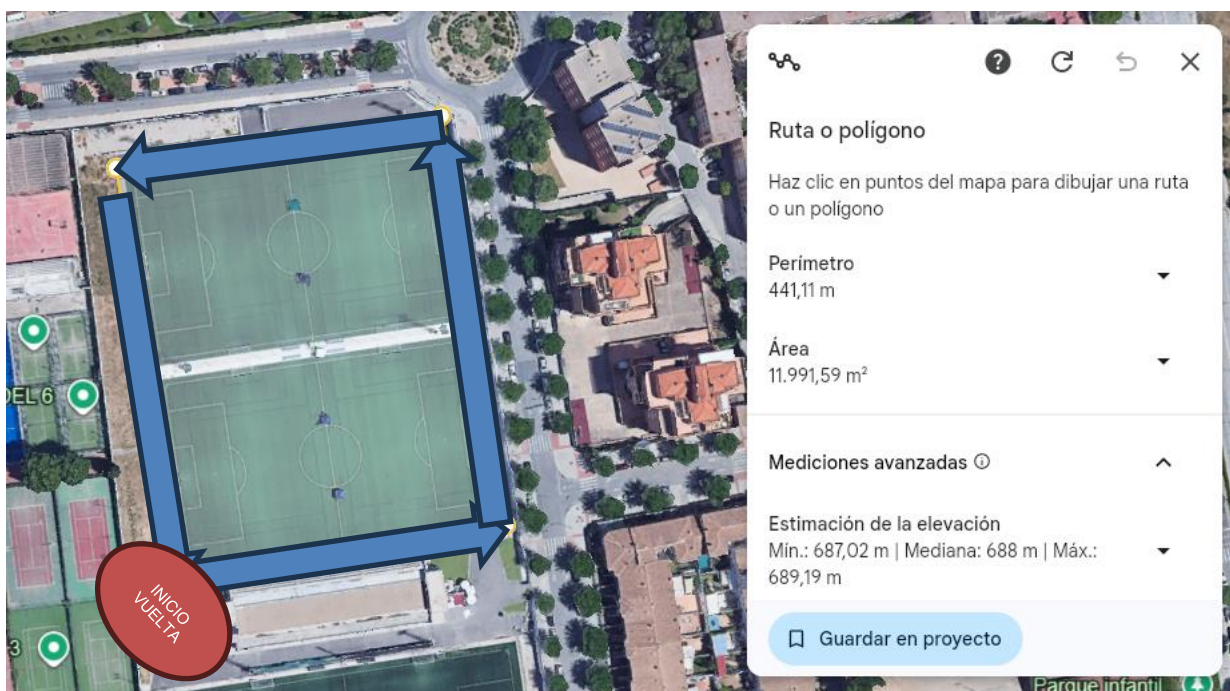 Ruta o polígono
Haz clic en puntos del mapa para dibujar una ruta
o un polígono
Perímetro
441,11 m
Área
11.991,59 m²
Mediciones avanzadas
Estimación de la elevación
Mín.: 687,02 m | Mediana: 688 m | Máx.:
689,19 m
Guardar en proyecto
DEL 6
INICIO
VUELTA
3
Parque infantil